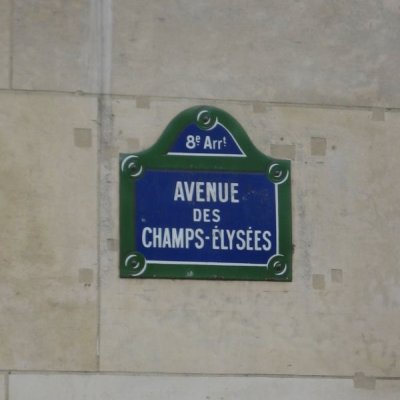 8e Arrt
AVENUE
DES
CHAMPS-ÉLYSÉES